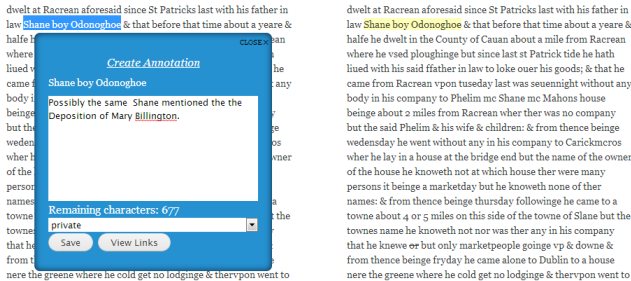 dwelt at Racrean aforesaid since St Patricks last with his father in
law Shane boy Odonoghoe & that before that time about a yeare &
CLOSE X
Create Annotation
Shane boy Odonoghoe
Possibly the same Shane mentioned the the
Deposition of Mary Billington.
Remaining characters: 677
private
Save
View Links
nere the greene where he cold get no lodginge & thervpon went to
dwelt at Racrean aforesaid since St Patricks last with his father in
law Shane boy Odonoghoe & that before that time about a yeare &
halfe he dwelt in the County of Cauan about a mile from Racrean
where he vsed ploughinge but since last st Patrick tide he hath
liued with his said ffather in law to loke ouer his goods; & that he
came from Racrean vpon tuseday last was seuennight without any
body in his company to Phelim mc Shane mc Mahons house
beinge about 2 miles from Racrean wher ther was no company
but the said Phelim & his wife & children: & from thence beinge
wedensday he went without any in his company to Carickmcros
wher he lay in a house at the bridge end but the name of the owner
of the house he knoweth not at which house ther were many
persons it beinge a marketday but he knoweth none of ther
names: & from thence beinge thursday followinge he came to a
towne about 4 or 5 miles on this side of the towne of Slane but the
townes name he knoweth not nor was ther any in his company
that he knewe or but only marketpeople goinge vp & downe &
from thence beinge fryday he came alone to Dublin to a house
nere the greene where he cold get no lodginge & thervpon went to